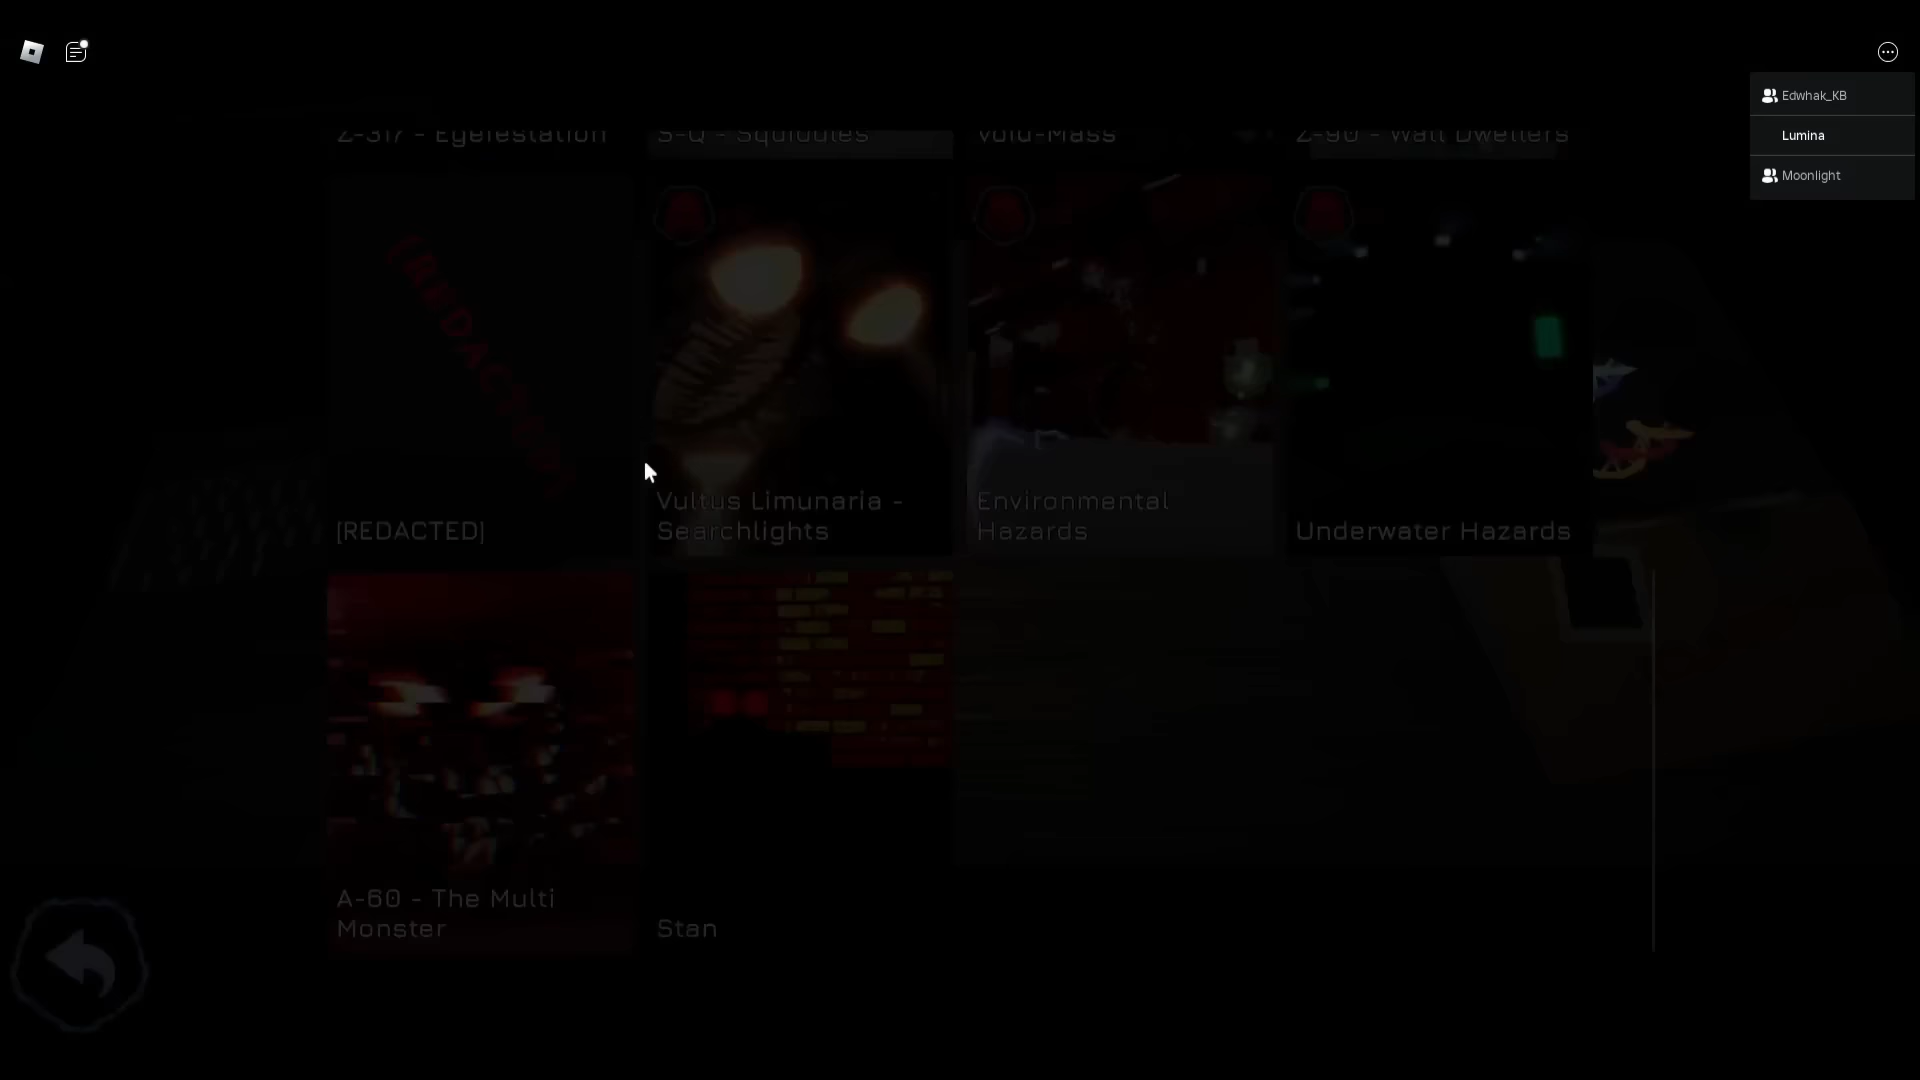 Edwhak_KB
Lumina
Moonlight
Z-317 - Eyefestation
S-Q - Squiddles
Void-Mass
Z-90 - Wall Dwellers
[REDACTED]
[REDACTED]
Vultus Limunaria -
Searchlights
Environmental
Hazards
Underwater Hazards
A-60 - The Multi
Monster
Stan